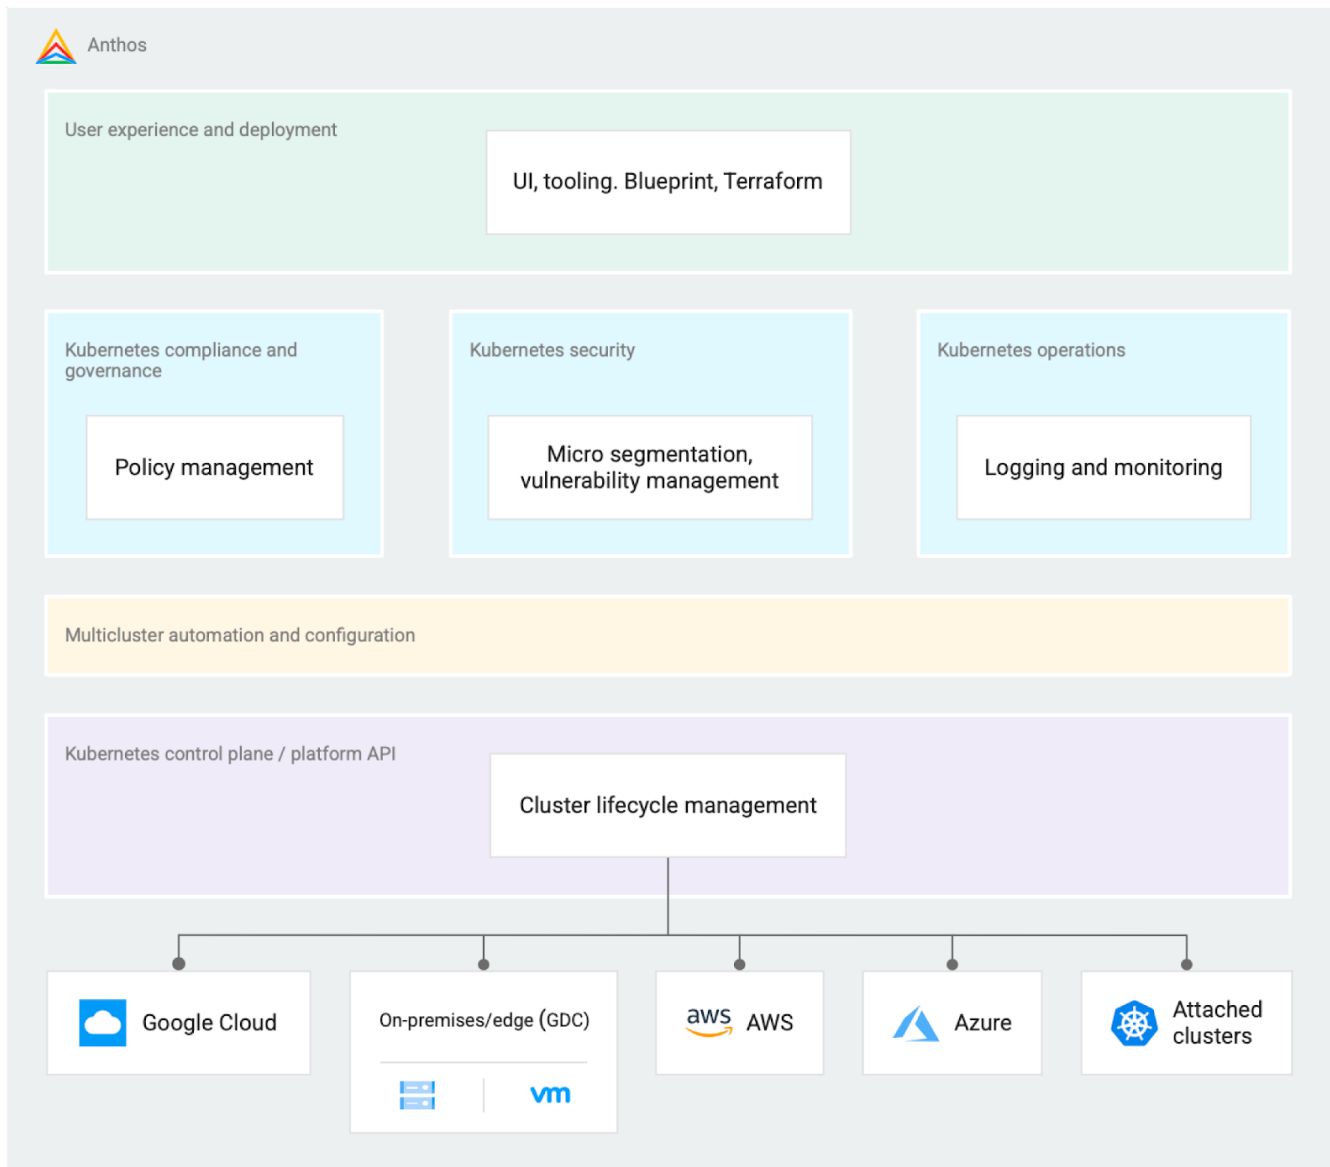 Anthos
User experience and deployment
UI, tooling. Blueprint, Terraform
Kubernetes compliance and
governance
Policy management
Kubernetes security
Micro segmentation,
vulnerability management
Kubernetes operations
Logging and monitoring
Multicluster automation and configuration
Kubernetes control plane / platform API
Cluster lifecycle management
Google Cloud
On-premises/edge (GDC)
vm
aws AWS
Azure
Attached
clusters